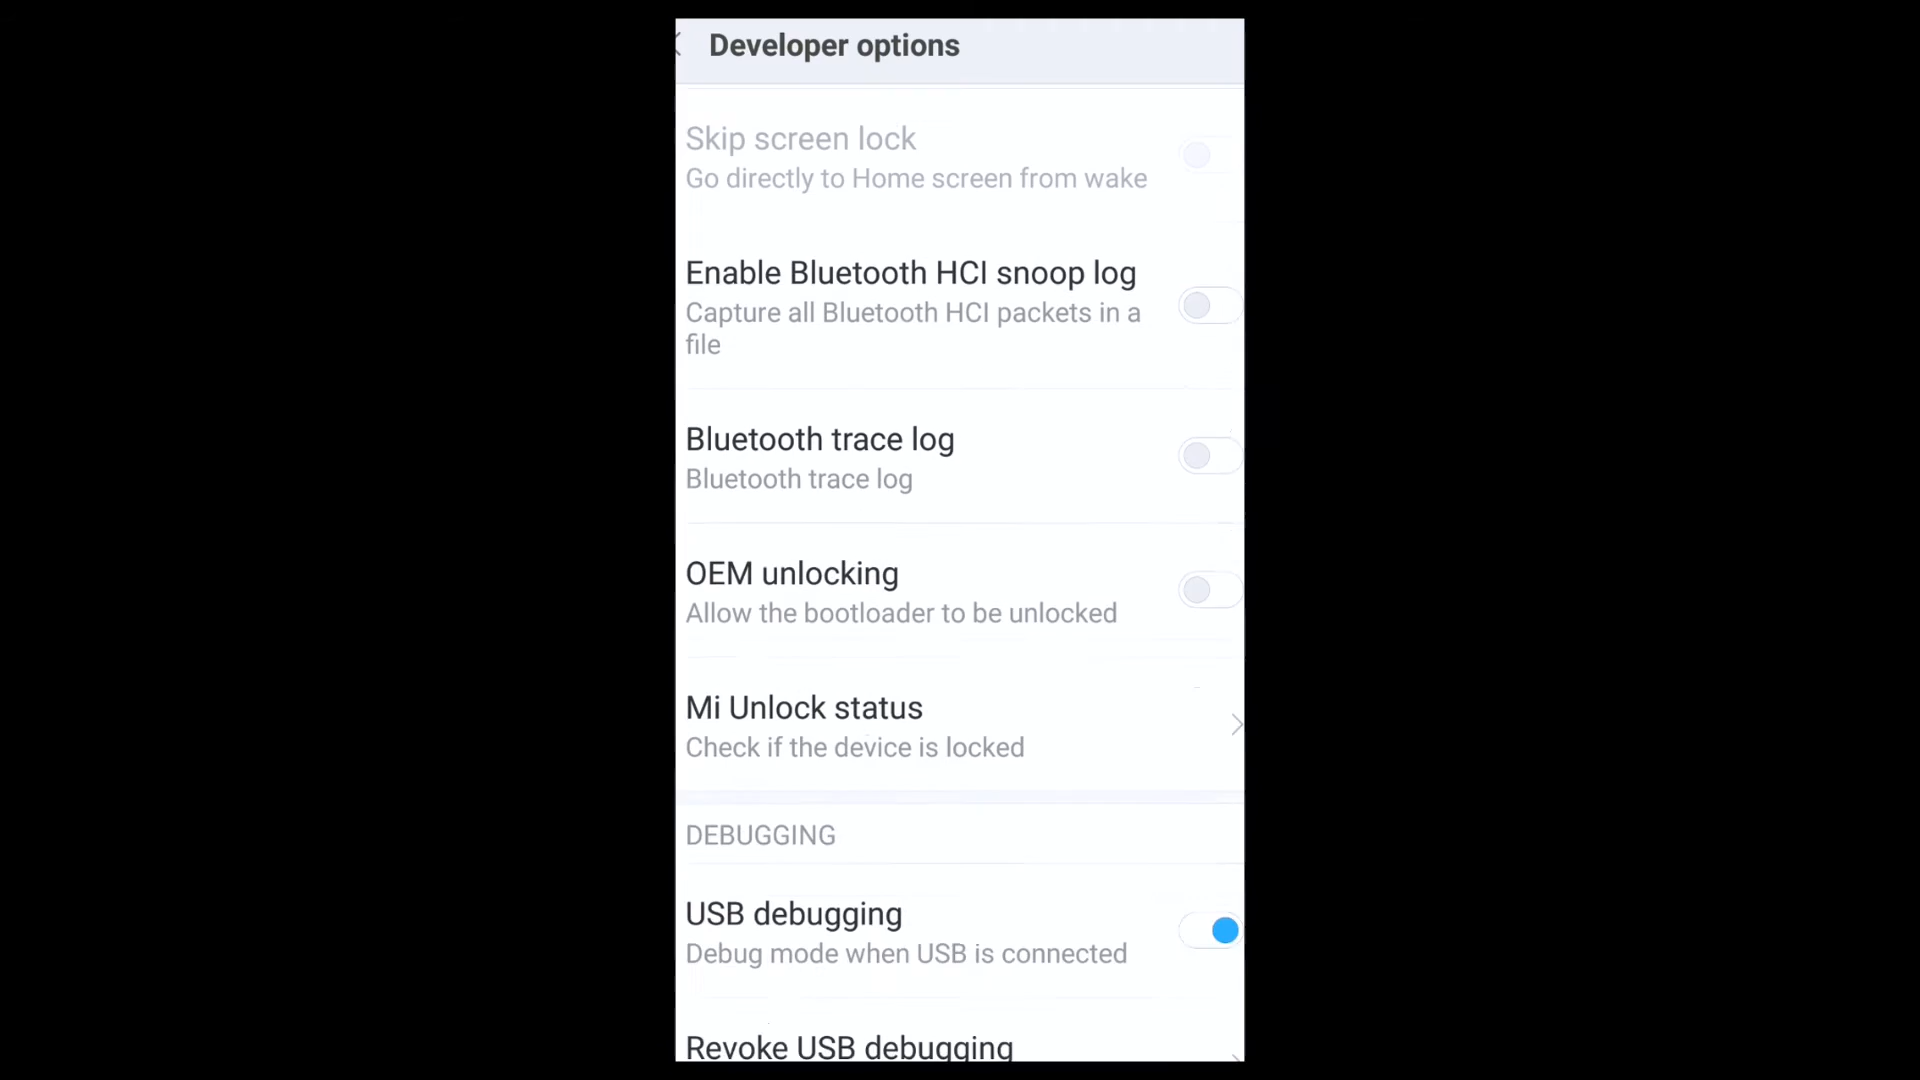 Developer options
Skip screen lock
Go directly to Home screen from wake
Enable Bluetooth HCI snoop log
Capture all Bluetooth HCI packets in a
file
Bluetooth trace log
Bluetooth trace log
OEM unlocking
Allow the bootloader to be unlocked
Mi Unlock status
Check if the device is locked
DEBUGGING
USB debugging
Debug mode when USB is connected
Revoke USB debugging